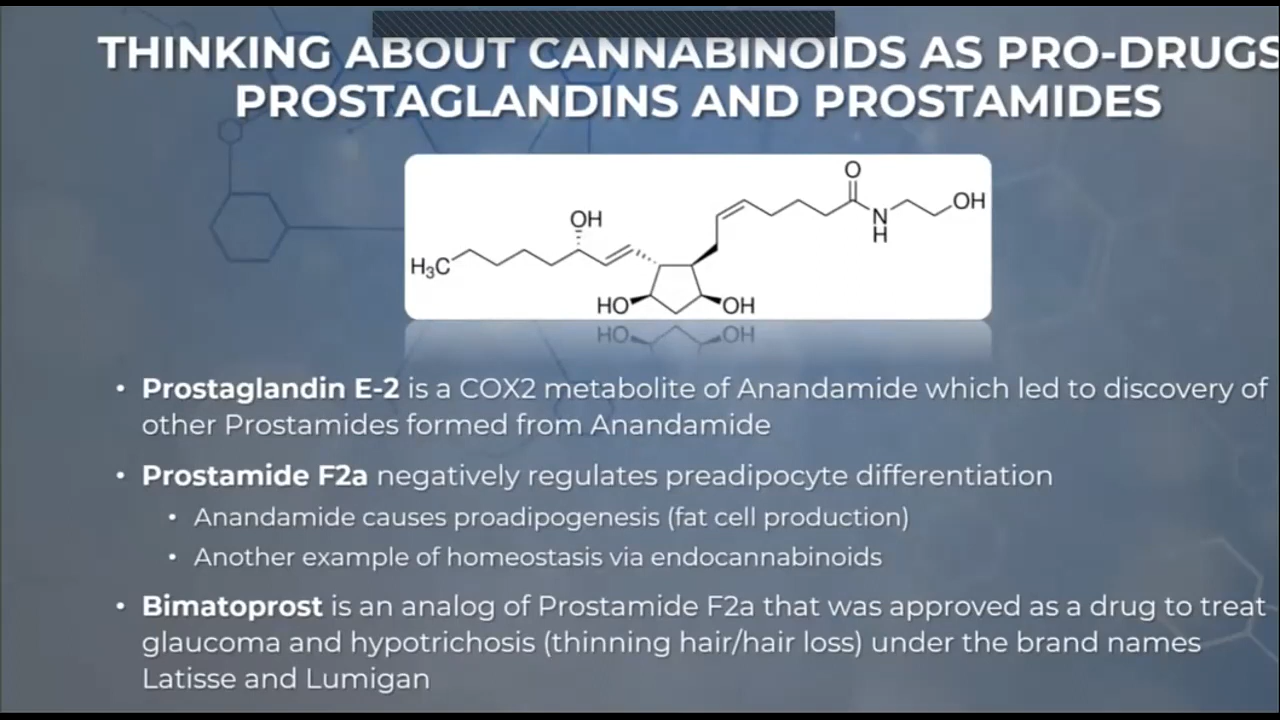 THINKING ABOUT CANNABINOIDS AS PRO-DRUGS
PROSTAGLANDINS AND PROSTAMIDES
O
OH
N
H
OH
H₃C
HO
OH
HO
OH
• Prostaglandin E-2 is a COX2 metabolite of Anandamide which led to discovery of
other Prostamides formed from Anandamide
• Prostamide F2a negatively regulates preadipocyte differentiation
• Anandamide causes proadipogenesis (fat cell production)
• Another example of homeostasis via endocannabinoids
• Bimatoprost is an analog of Prostamide F2a that was approved as a drug to treat
glaucoma and hypotrichosis (thinning hair/hair loss) under the brand names
Latisse and Lumigan